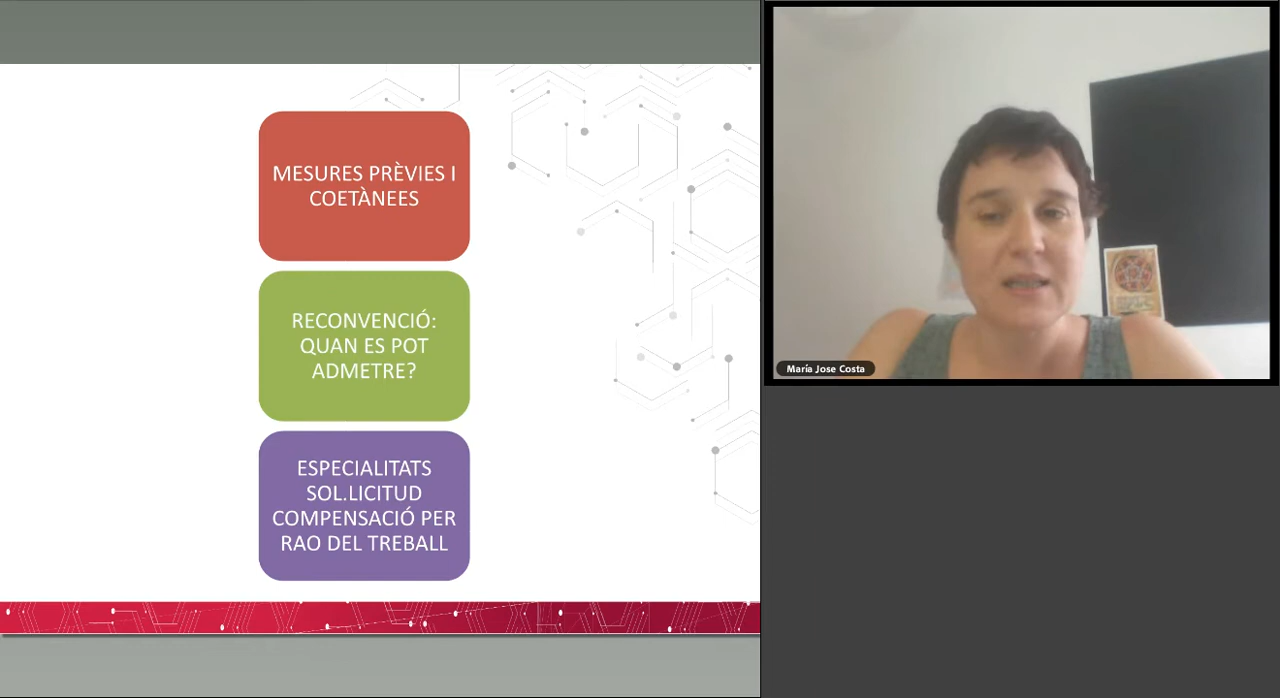 MESURES PRÈVIES I
COETÀNEES
RECONVENCIÓ:
QUAN ES POT
ADMETRE?
ESPECIALITATS
SOL.LICITUD
COMPENSACIÓ PER
RAO DEL TREBALL
María Jose Costa